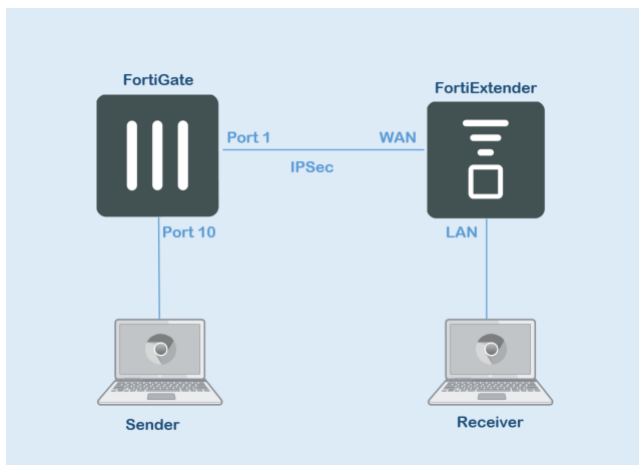 FortiGate
FortiExtender
Port 1
WAN
IPSec
Port 10
LAN
Sender
Receiver